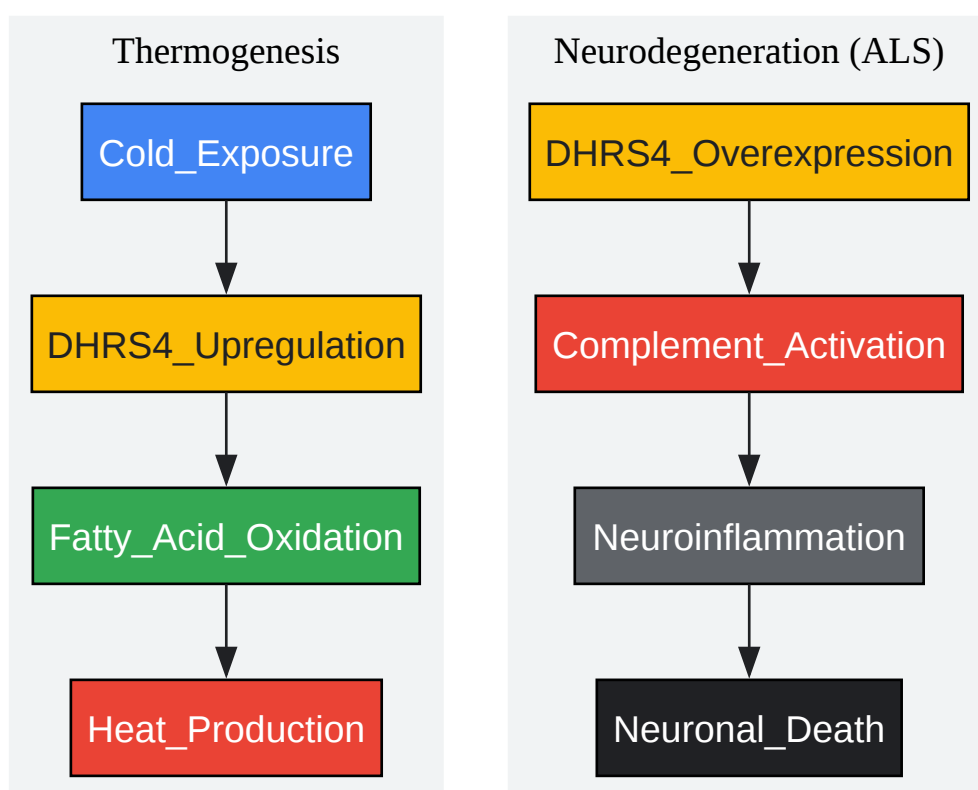 Thermogenesis
Cold_Exposure
DHRS4_Upregulation
Fatty_Acid_Oxidation
Heat_Production
Neurodegeneration (ALS)
DHRS4_Overexpression
Complement_Activation
Neuroinflammation
Neuronal_Death